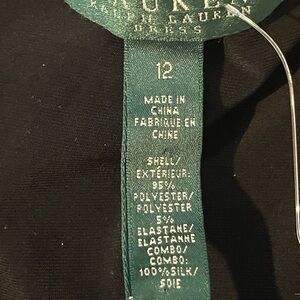 RALPH LAUREN
DRESS
12
MADE IN
CHINA
FABRIQUE EN
CHINE
SHELL/
EXTÉRIEUR:
95%
POLYESTER/
POLYESTER
5%
ELASTANE/
ELASTHANNE
COMBO/
COMBO:
100% SILK/
SOIE